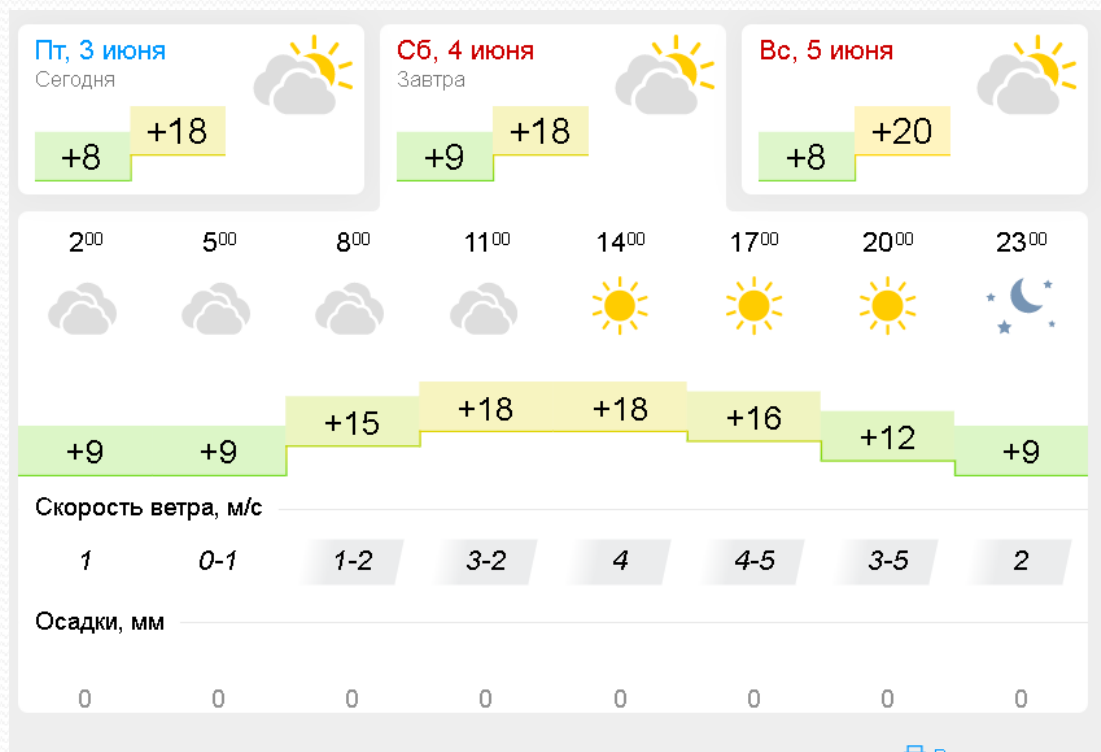 Пт, 3 июня
Сегодня
+8 +18
Сб, 4 июня
Завтра
+9 +18
Вс, 5 июня
+8 +20
2⁰⁰ 5⁰⁰ 8⁰⁰ 11⁰⁰ 14⁰⁰ 17⁰⁰ 20⁰⁰ 23⁰⁰
+9 +9 +15 +18 +18 +16 +12 +9
Скорость ветра, м/с
1 0-1 1-2 3-2 4 4-5 3-5 2
Осадки, мм
0 0 0 0 0 0 0 0